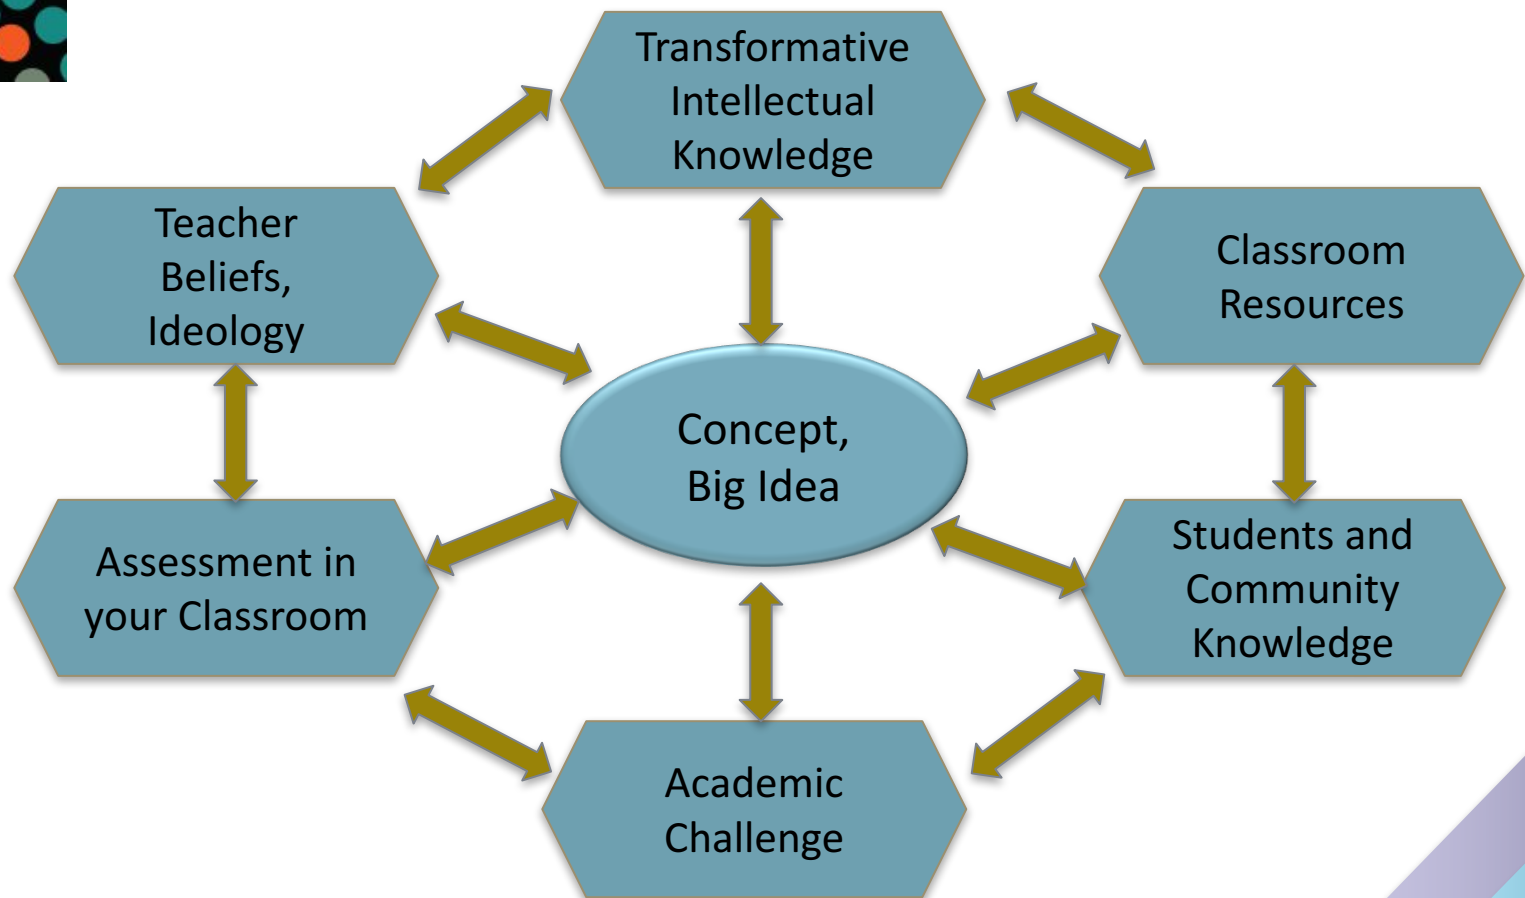 Transformative
Intellectual
Knowledge
Teacher
Beliefs,
Ideology
Classroom
Resources
Concept,
Big Idea
Assessment in
your Classroom
Students and
Community
Knowledge
Academic
Challenge